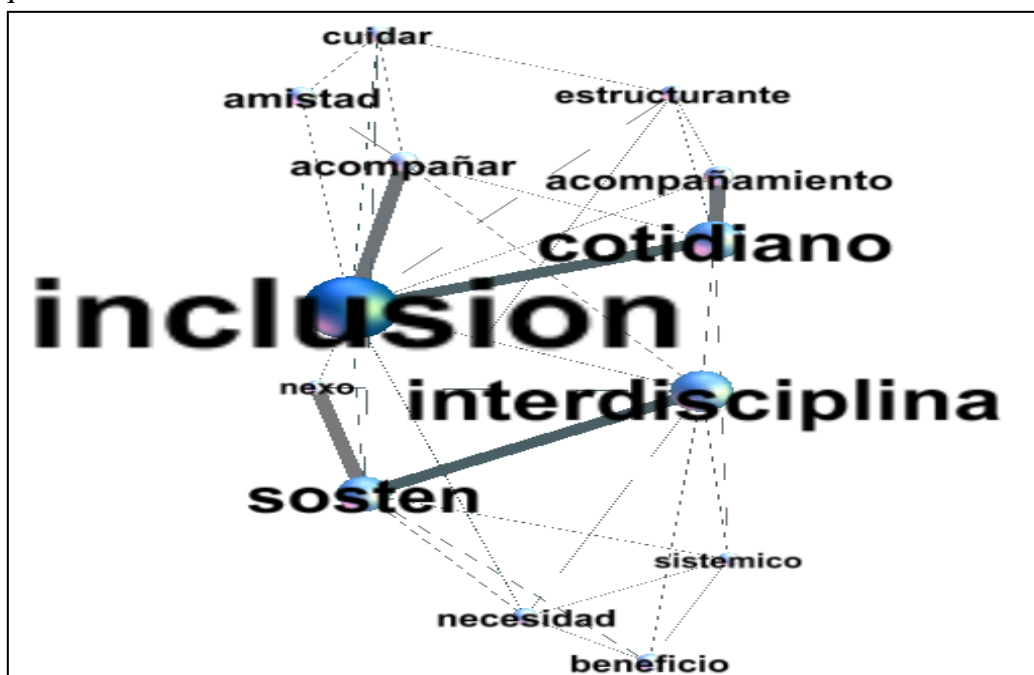 cuidar
amistad
estructurante
acompañar
acompañamiento
cotidiano
inclusion
nexo
interdisciplina
sosten
sistemico
necesidad
beneficio